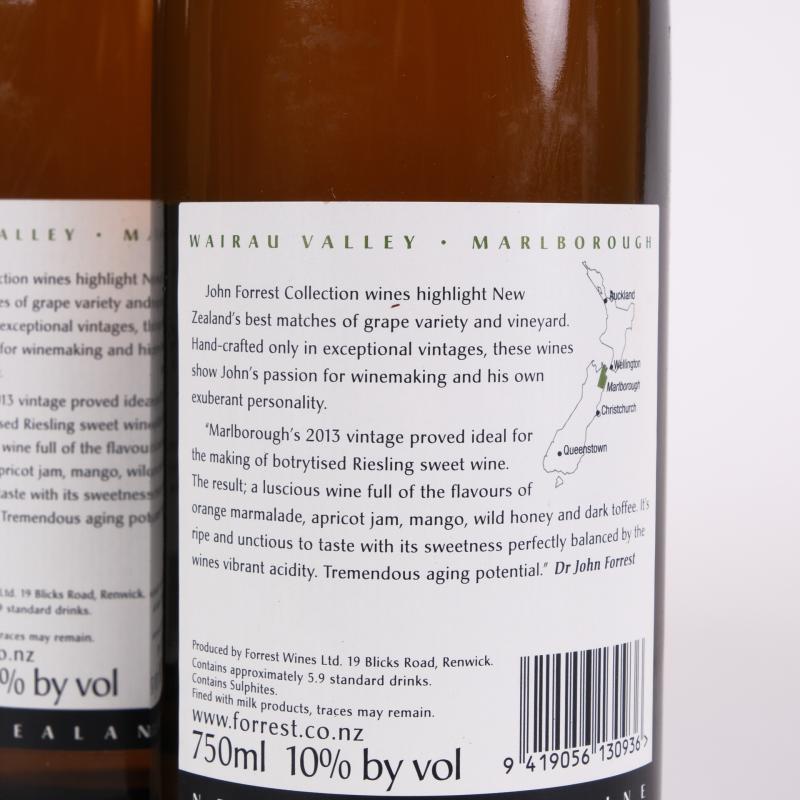 WAIRAU VALLEY • MARLBOROUGH
John Forrest Collection wines highlight New
Zealand's best matches of grape variety and vineyard.
Hand-crafted only in exceptional vintages, these wines
show John's passion for winemaking and his own
exuberant personality.
"Marlborough's 2013 vintage proved ideal for
the making of botrytised Riesling sweet wine.
The result; a luscious wine full of the flavours of
orange marmalade, apricot jam, mango, wild honey and dark toffee. It's
ripe and unctious to taste with its sweetness perfectly balanced by the
wines vibrant acidity. Tremendous aging potential." Dr John Forrest
Auckland
Wellington
Marlborough
Christchurch
Queenstown
Produced by Forrest Wines Ltd. 19 Blicks Road, Renwick.
Contains approximately 5.9 standard drinks.
Contains Sulphites.
Fined with milk products, traces may remain.
www.forrest.co.nz
750ml 10% by vol
9 419056 130936 >
ALLEY • M
ction wines highlight N
es of grape variety and
exceptional vintages, th
for winemaking and his
13 vintage proved idea
sed Riesling sweet wine
wine full of the flavou
pricot jam, mango, wild
aste with its sweetness
Tremendous aging pot
Ltd. 19 Blicks Road, Renwick.
9 standard drinks.
races may remain.
o.nz
% by vol
EALAN